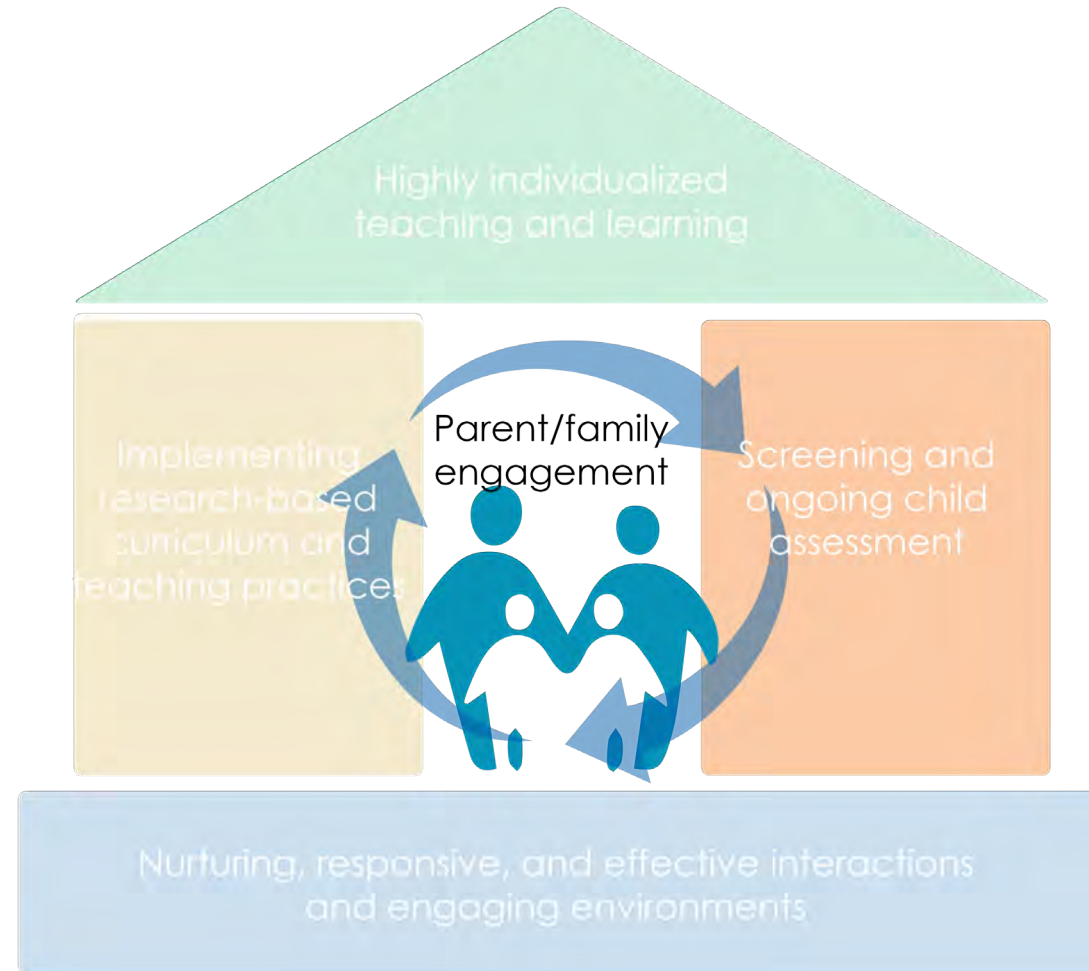 Highly individualized
teaching and learning
Parent/family
engagement
Implementing
research-based
curriculum and
teaching practices
Screening and
ongoing child
assessment
Nurturing, responsive, and effective interactions
and engaging environments